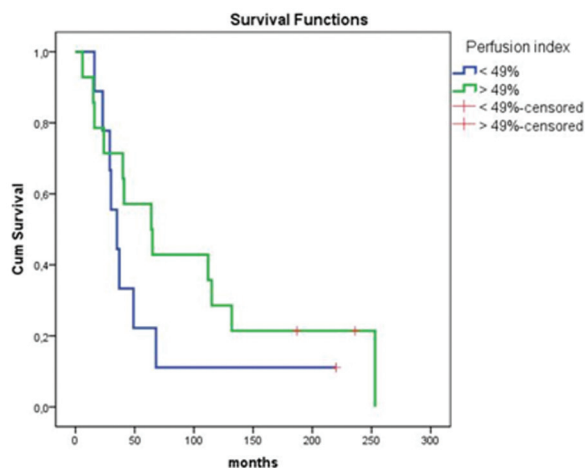 Survival Functions
Perfusion index
< 49%
> 49%
< 49%-censored
> 49%-censored
1,0
0,8
0,6
0,4
0,2
0,0
Cum Survival
0 50 100 150 200 250 300
months